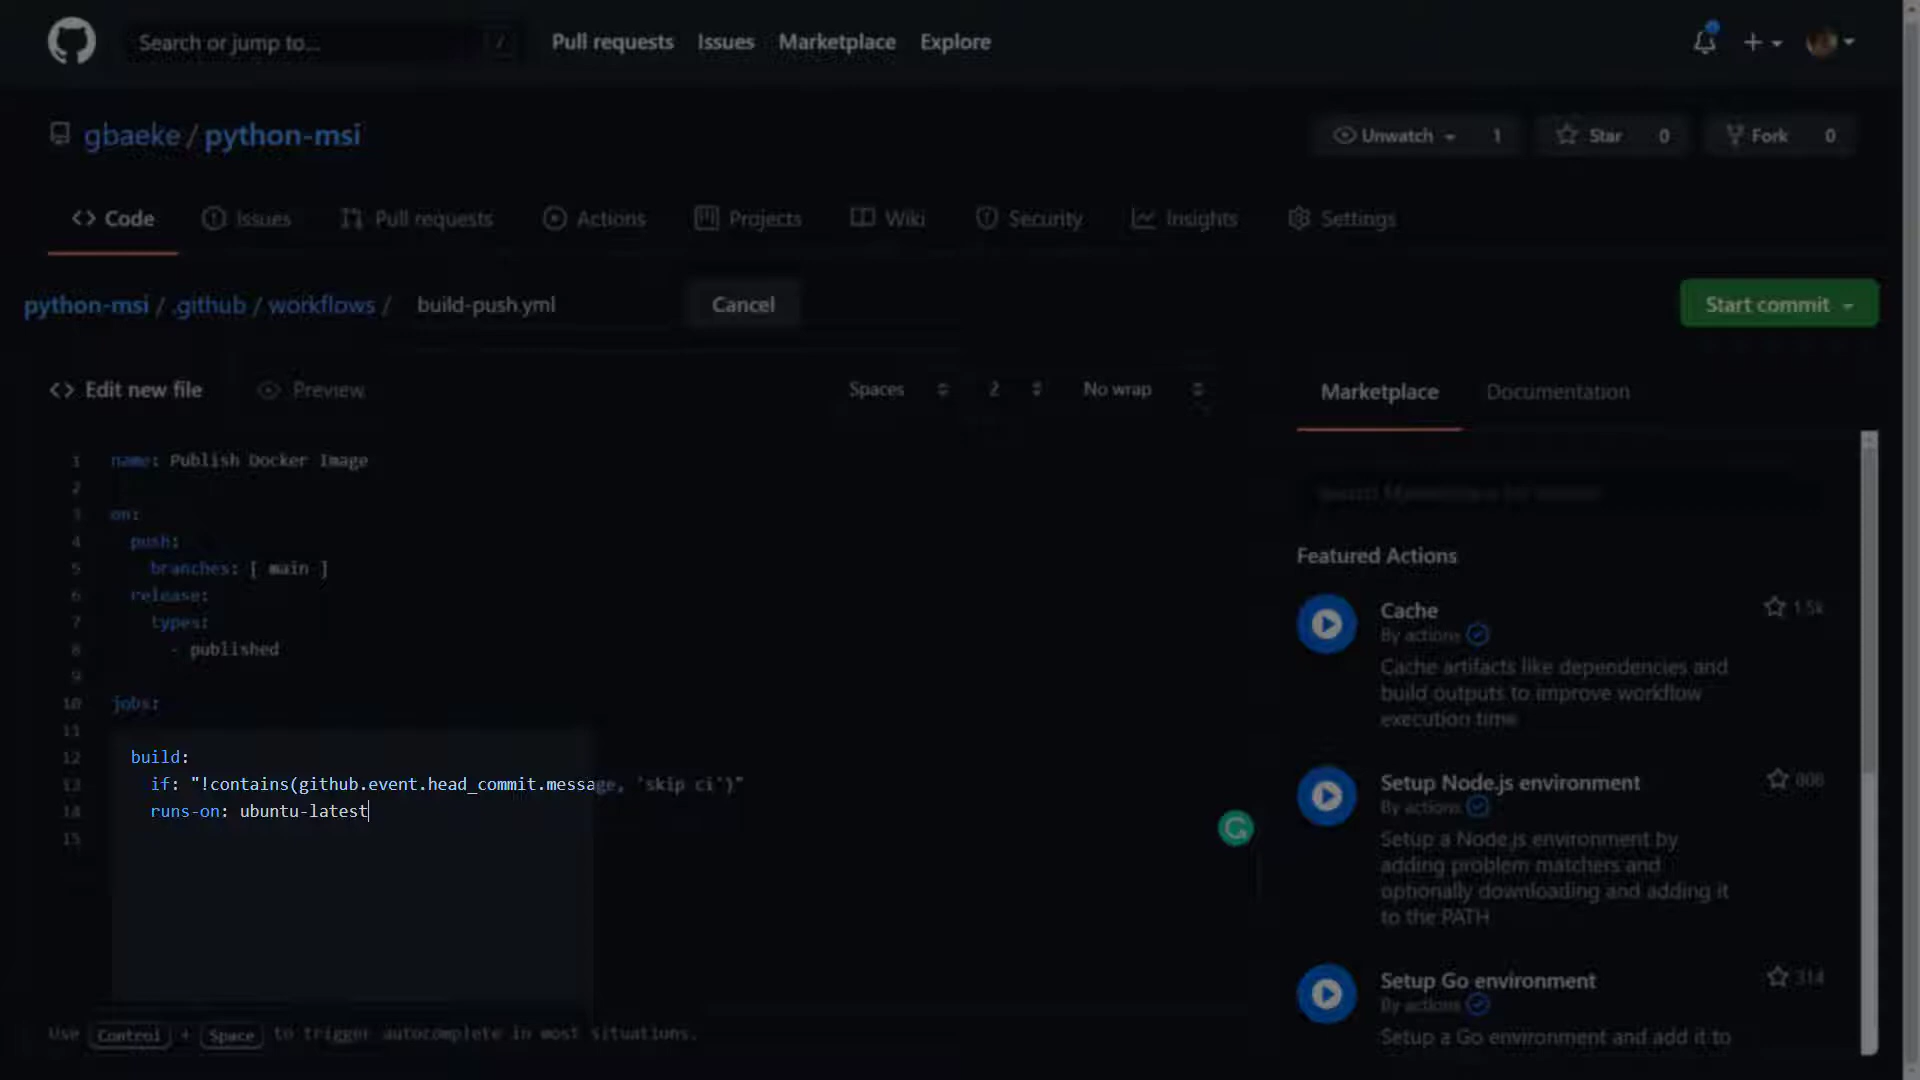 Search or jump to... /
Pull requests Issues Marketplace Explore
gbaeke / python-msi
Unwatch 1 Star 0 Fork 0
Code Issues Pull requests Actions Projects Wiki Security Insights Settings
python-msi / .github / workflows / build-push.yml Cancel
Start commit
Edit new file Preview
Spaces 2 No wrap
1 name: Publish Docker Image
2
3 on:
4 push:
5 branches: [ main ]
6 release:
7 types:
8 - published
9
10 jobs:
11
12 build:
13 if: "!contains(github.event.head_commit.message, 'skip ci')"
14 runs-on: ubuntu-latest
15
Use Control + Space to trigger autocomplete in most situations.
Marketplace Documentation
Featured Actions
Cache 1.5k
By actions
Cache artifacts like dependencies and
build outputs to improve workflow
execution time
Setup Node.js environment
By actions
Setup a Node.js environment by
adding problem matchers and
optionally downloading and adding it
to the PATH
Setup Go environment 314
By actions
Setup a Go environment and add it to